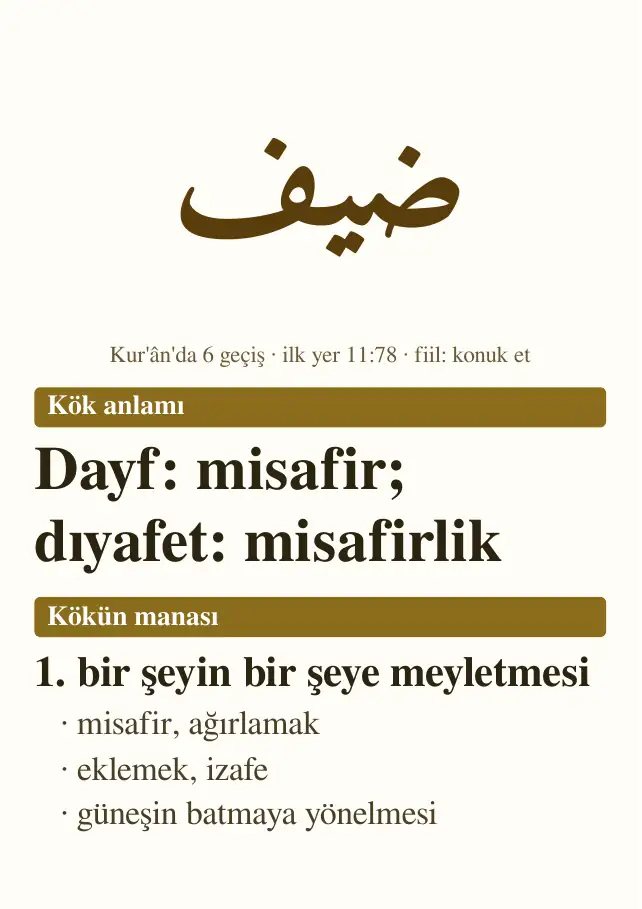 ضيف
Kur'ân'da 6 geçiş · ilk yer 11:78 · fiil: konuk et
Kök anlamı
Dayf: misafir;
dıyafet: misafirlik
Kökün manası
1. bir şeyin bir şeye meyletmesi
· misafir, ağırlamak
· eklemek, izafe
· güneşin batmaya yönelmesi